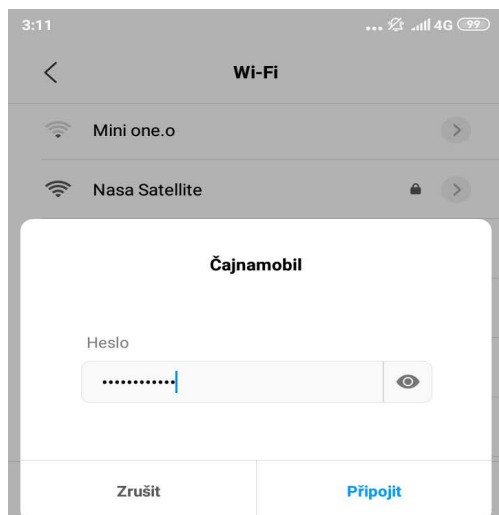 3:11 ... 4G 99
Wi-Fi
Mini one.o
Nasa Satellite
Čajnamobil
Heslo
••••••••••••
Zrušit Připojit